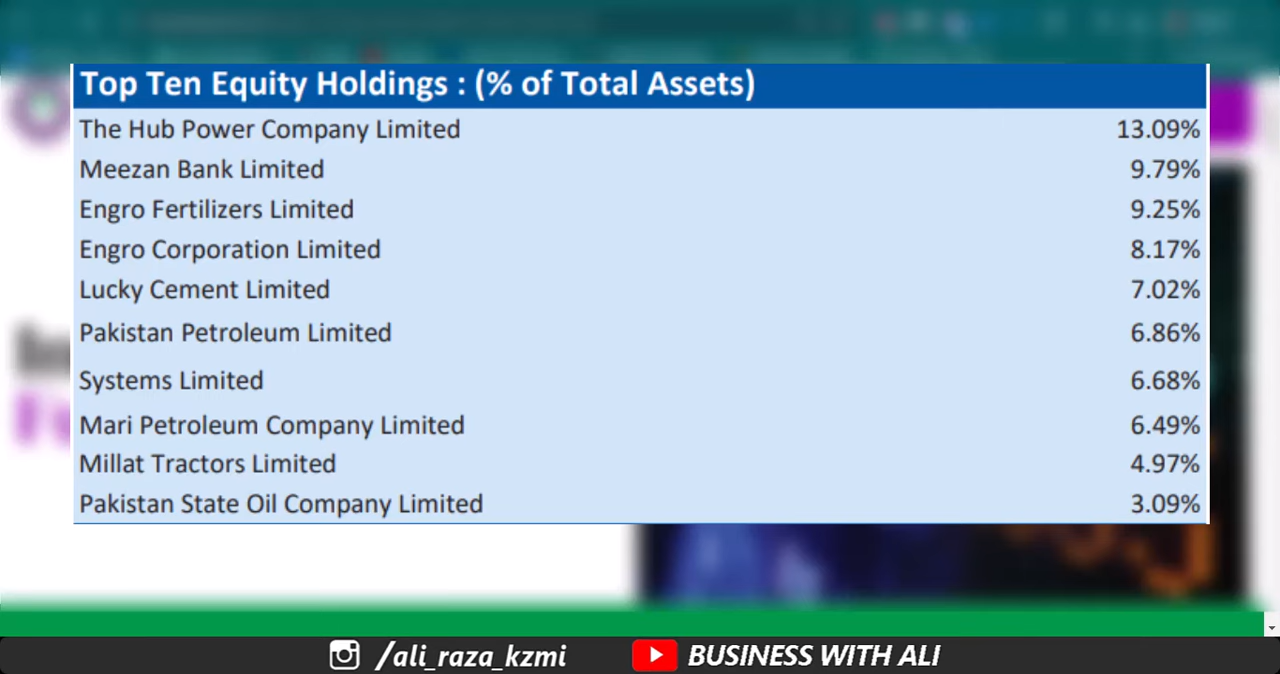 Top Ten Equity Holdings : (% of Total Assets)
The Hub Power Company Limited 13.09%
Meezan Bank Limited 9.79%
Engro Fertilizers Limited 9.25%
Engro Corporation Limited 8.17%
Lucky Cement Limited 7.02%
Pakistan Petroleum Limited 6.86%
Systems Limited 6.68%
Mari Petroleum Company Limited 6.49%
Millat Tractors Limited 4.97%
Pakistan State Oil Company Limited 3.09%
/ali_raza_kzmi BUSINESS WITH ALI